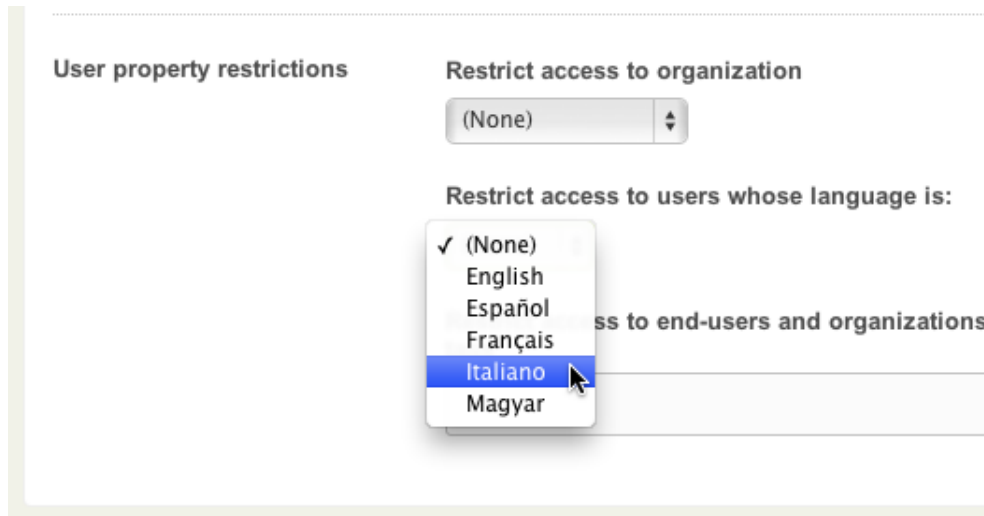 User property restrictions
Restrict access to organization
(None)
Restrict access to users whose language is:
✓ (None)
English
Español
Français
Italiano
Magyar
to end-users and organizations